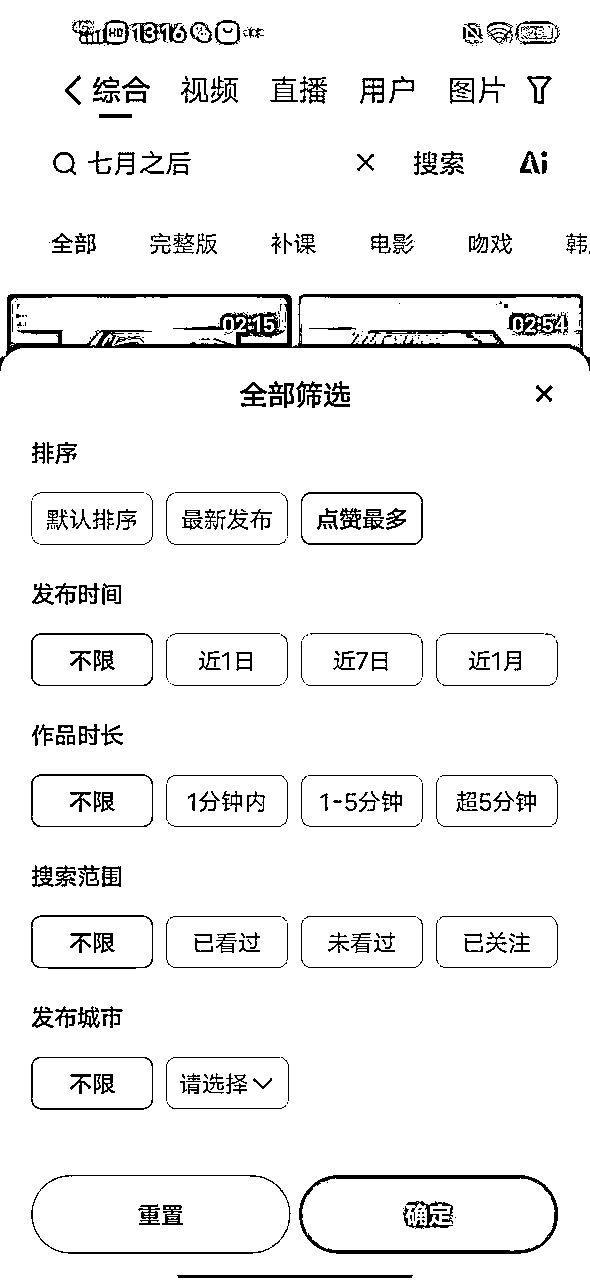 HD 13:16
综合 视频 直播 用户 图片
七月之后 × 搜索 Ai
全部 完整版 补课 电影 吻戏 韩
02:15 02:54
全部筛选 ×
排序
默认排序 最新发布 点赞最多
发布时间
不限 近1日 近7日 近1月
作品时长
不限 1分钟内 1-5分钟 超5分钟
搜索范围
不限 已看过 未看过 已关注
发布城市
不限 请选择
重置 确定